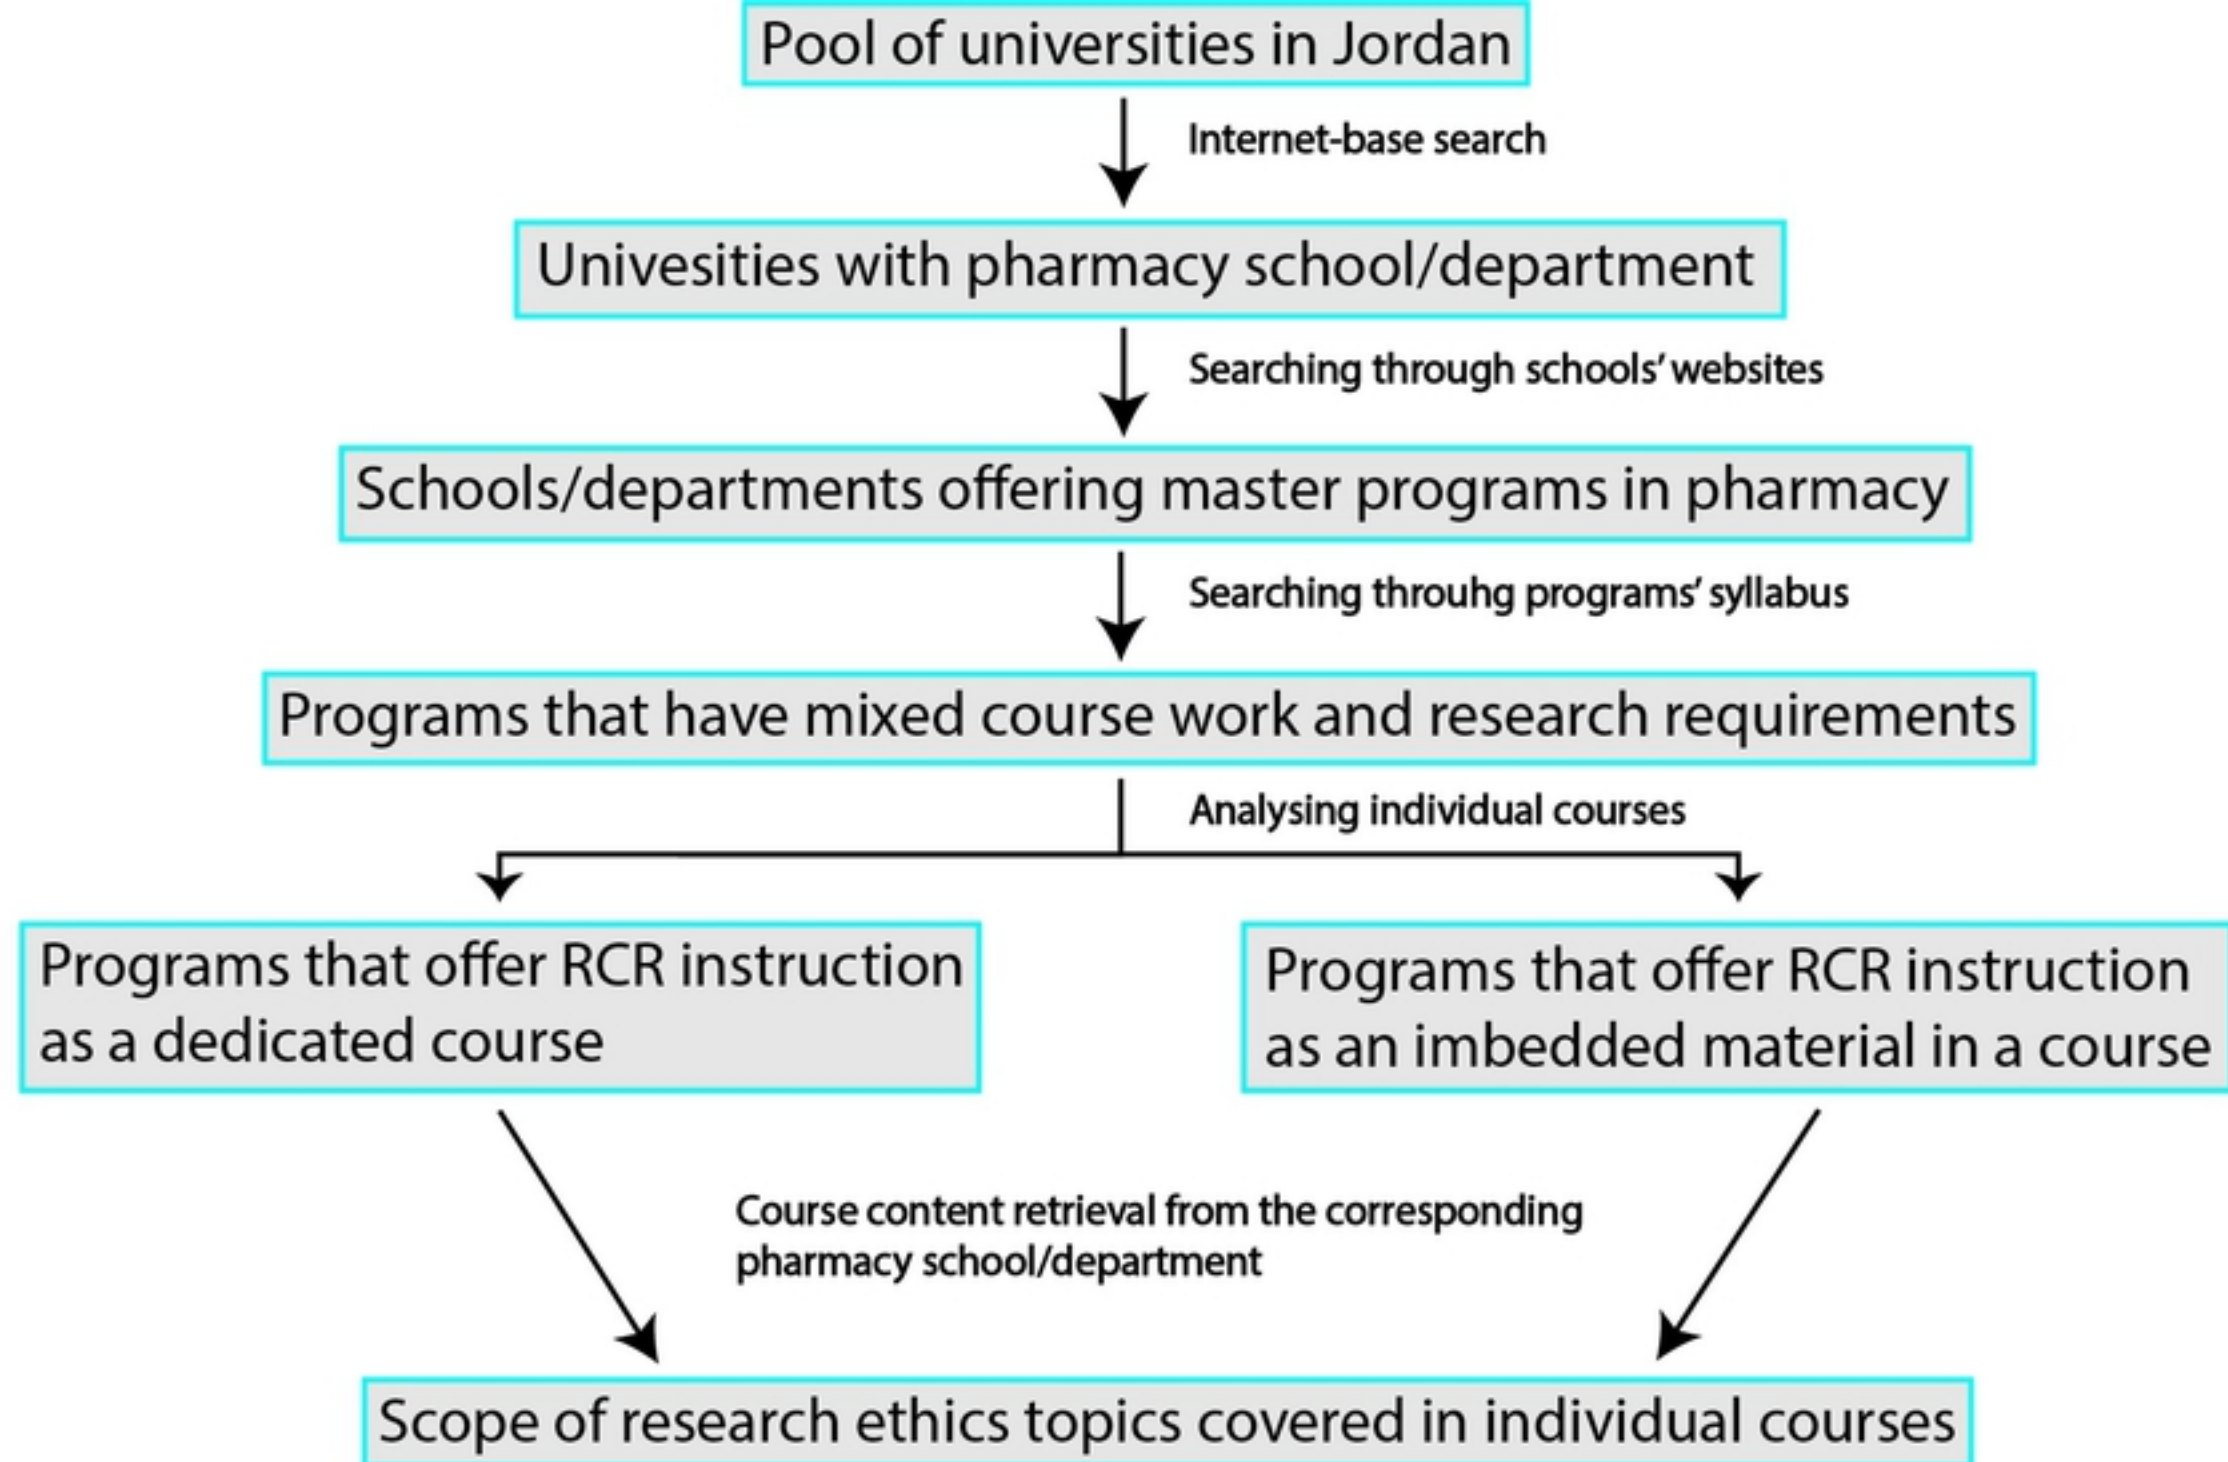 Pool of universities in Jordan
Internet-base search
Univesities with pharmacy school/department
Searching through schools’ websites
Schools/departments offering master programs in pharmacy
Searching throuhg programs’ syllabus
Programs that have mixed course work and research requirements
Analysing individual courses
Programs that offer RCR instruction
as a dedicated course
Programs that offer RCR instruction
as an imbedded material in a course
Course content retrieval from the corresponding
pharmacy school/department
Scope of research ethics topics covered in individual courses